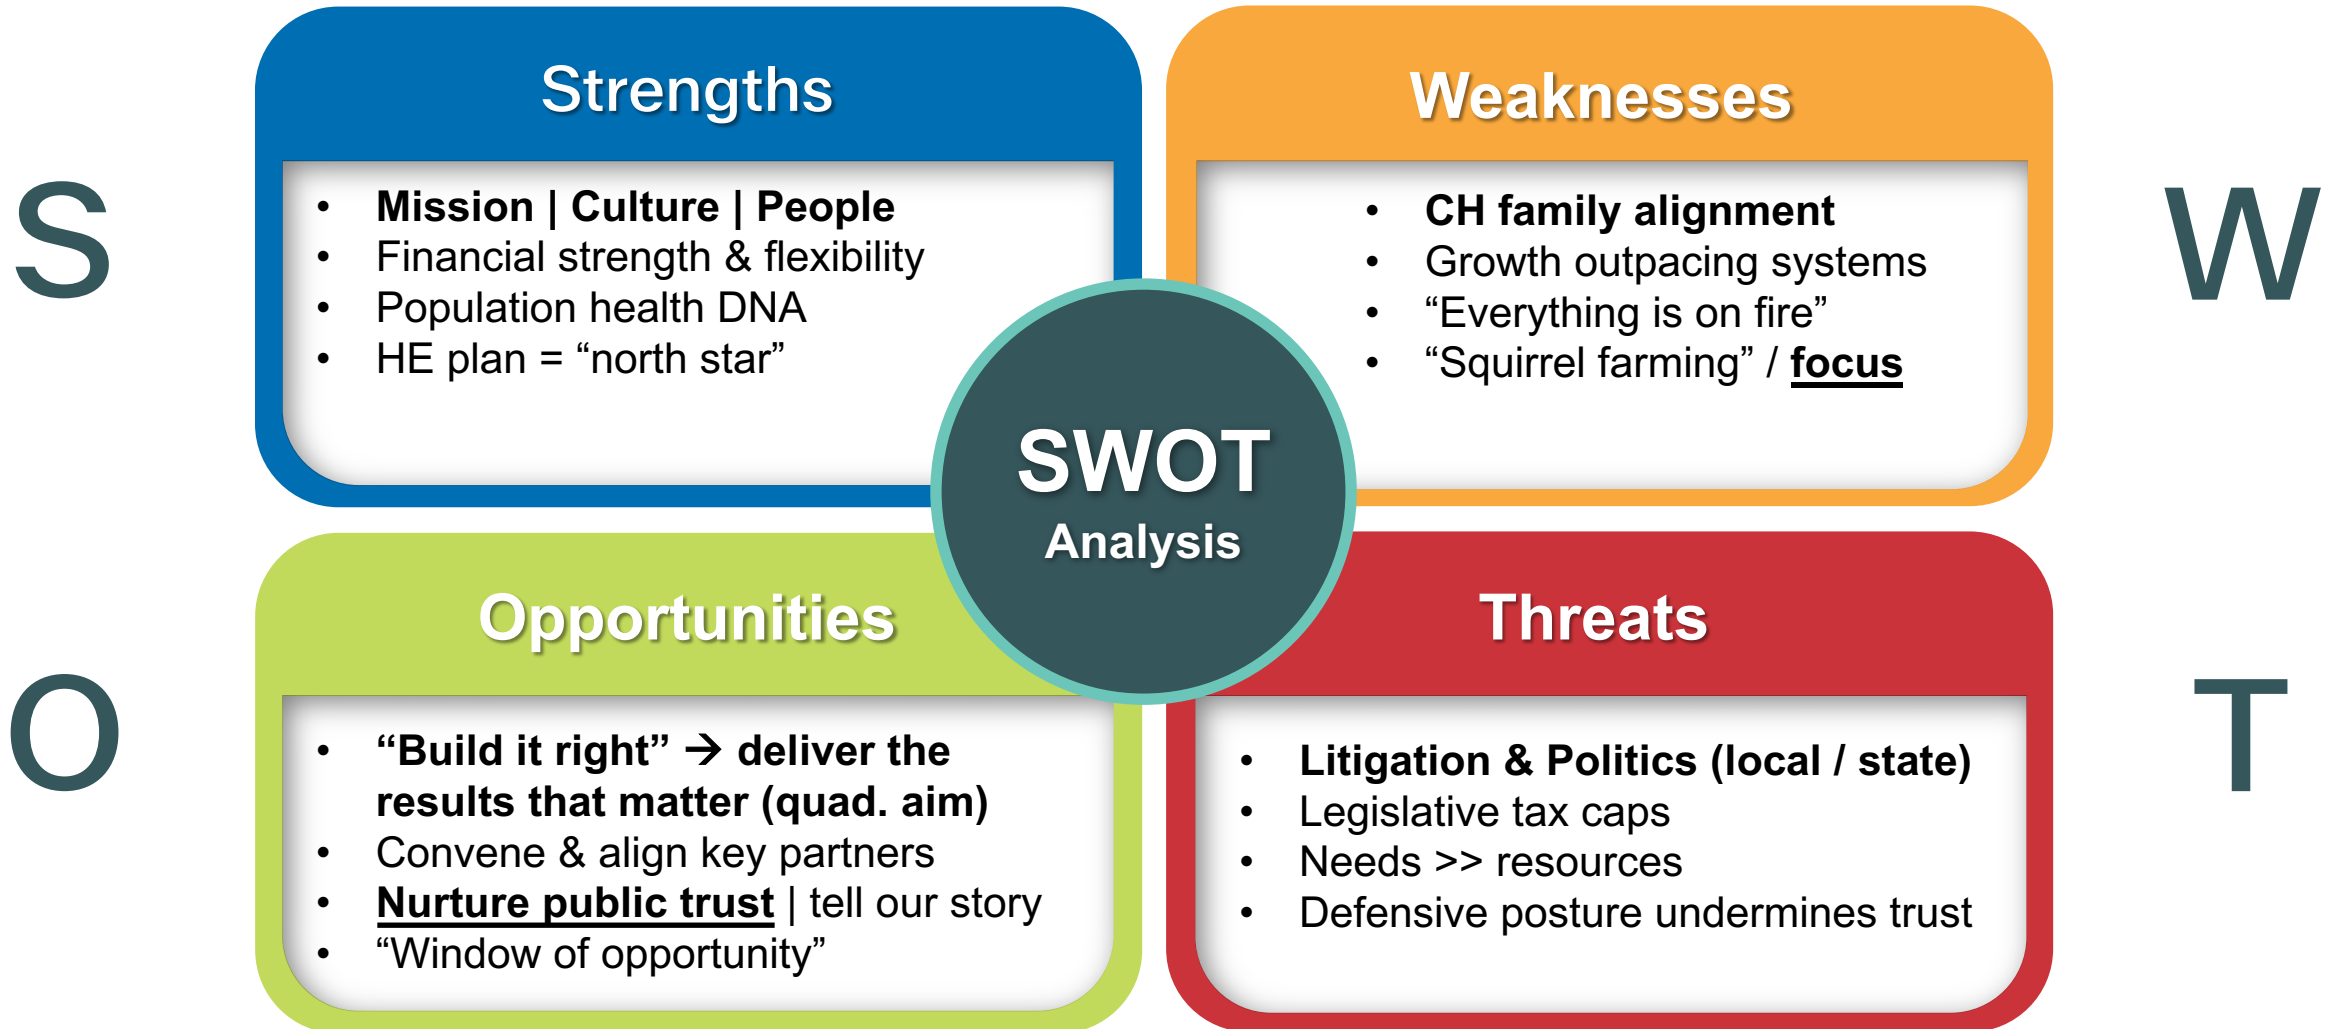 S
Strengths
• Mission | Culture | People
• Financial strength & flexibility
• Population health DNA
• HE plan = “north star”
W
Weaknesses
• CH family alignment
• Growth outpacing systems
• “Everything is on fire”
• “Squirrel farming” / focus
SWOT
Analysis
O
Opportunities
• “Build it right” → deliver the
results that matter (quad. aim)
• Convene & align key partners
• Nurture public trust | tell our story
• “Window of opportunity”
T
Threats
• Litigation & Politics (local / state)
• Legislative tax caps
• Needs >> resources
• Defensive posture undermines trust